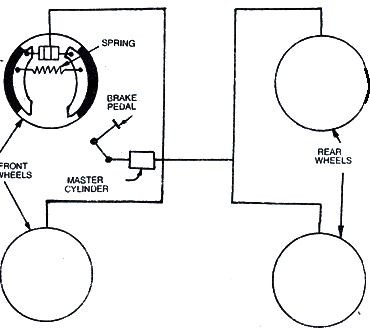 SPRING
BRAKE
PEDAL
FRONT
WHEELS
MASTER
CYLINDER
REAR
WHEELS